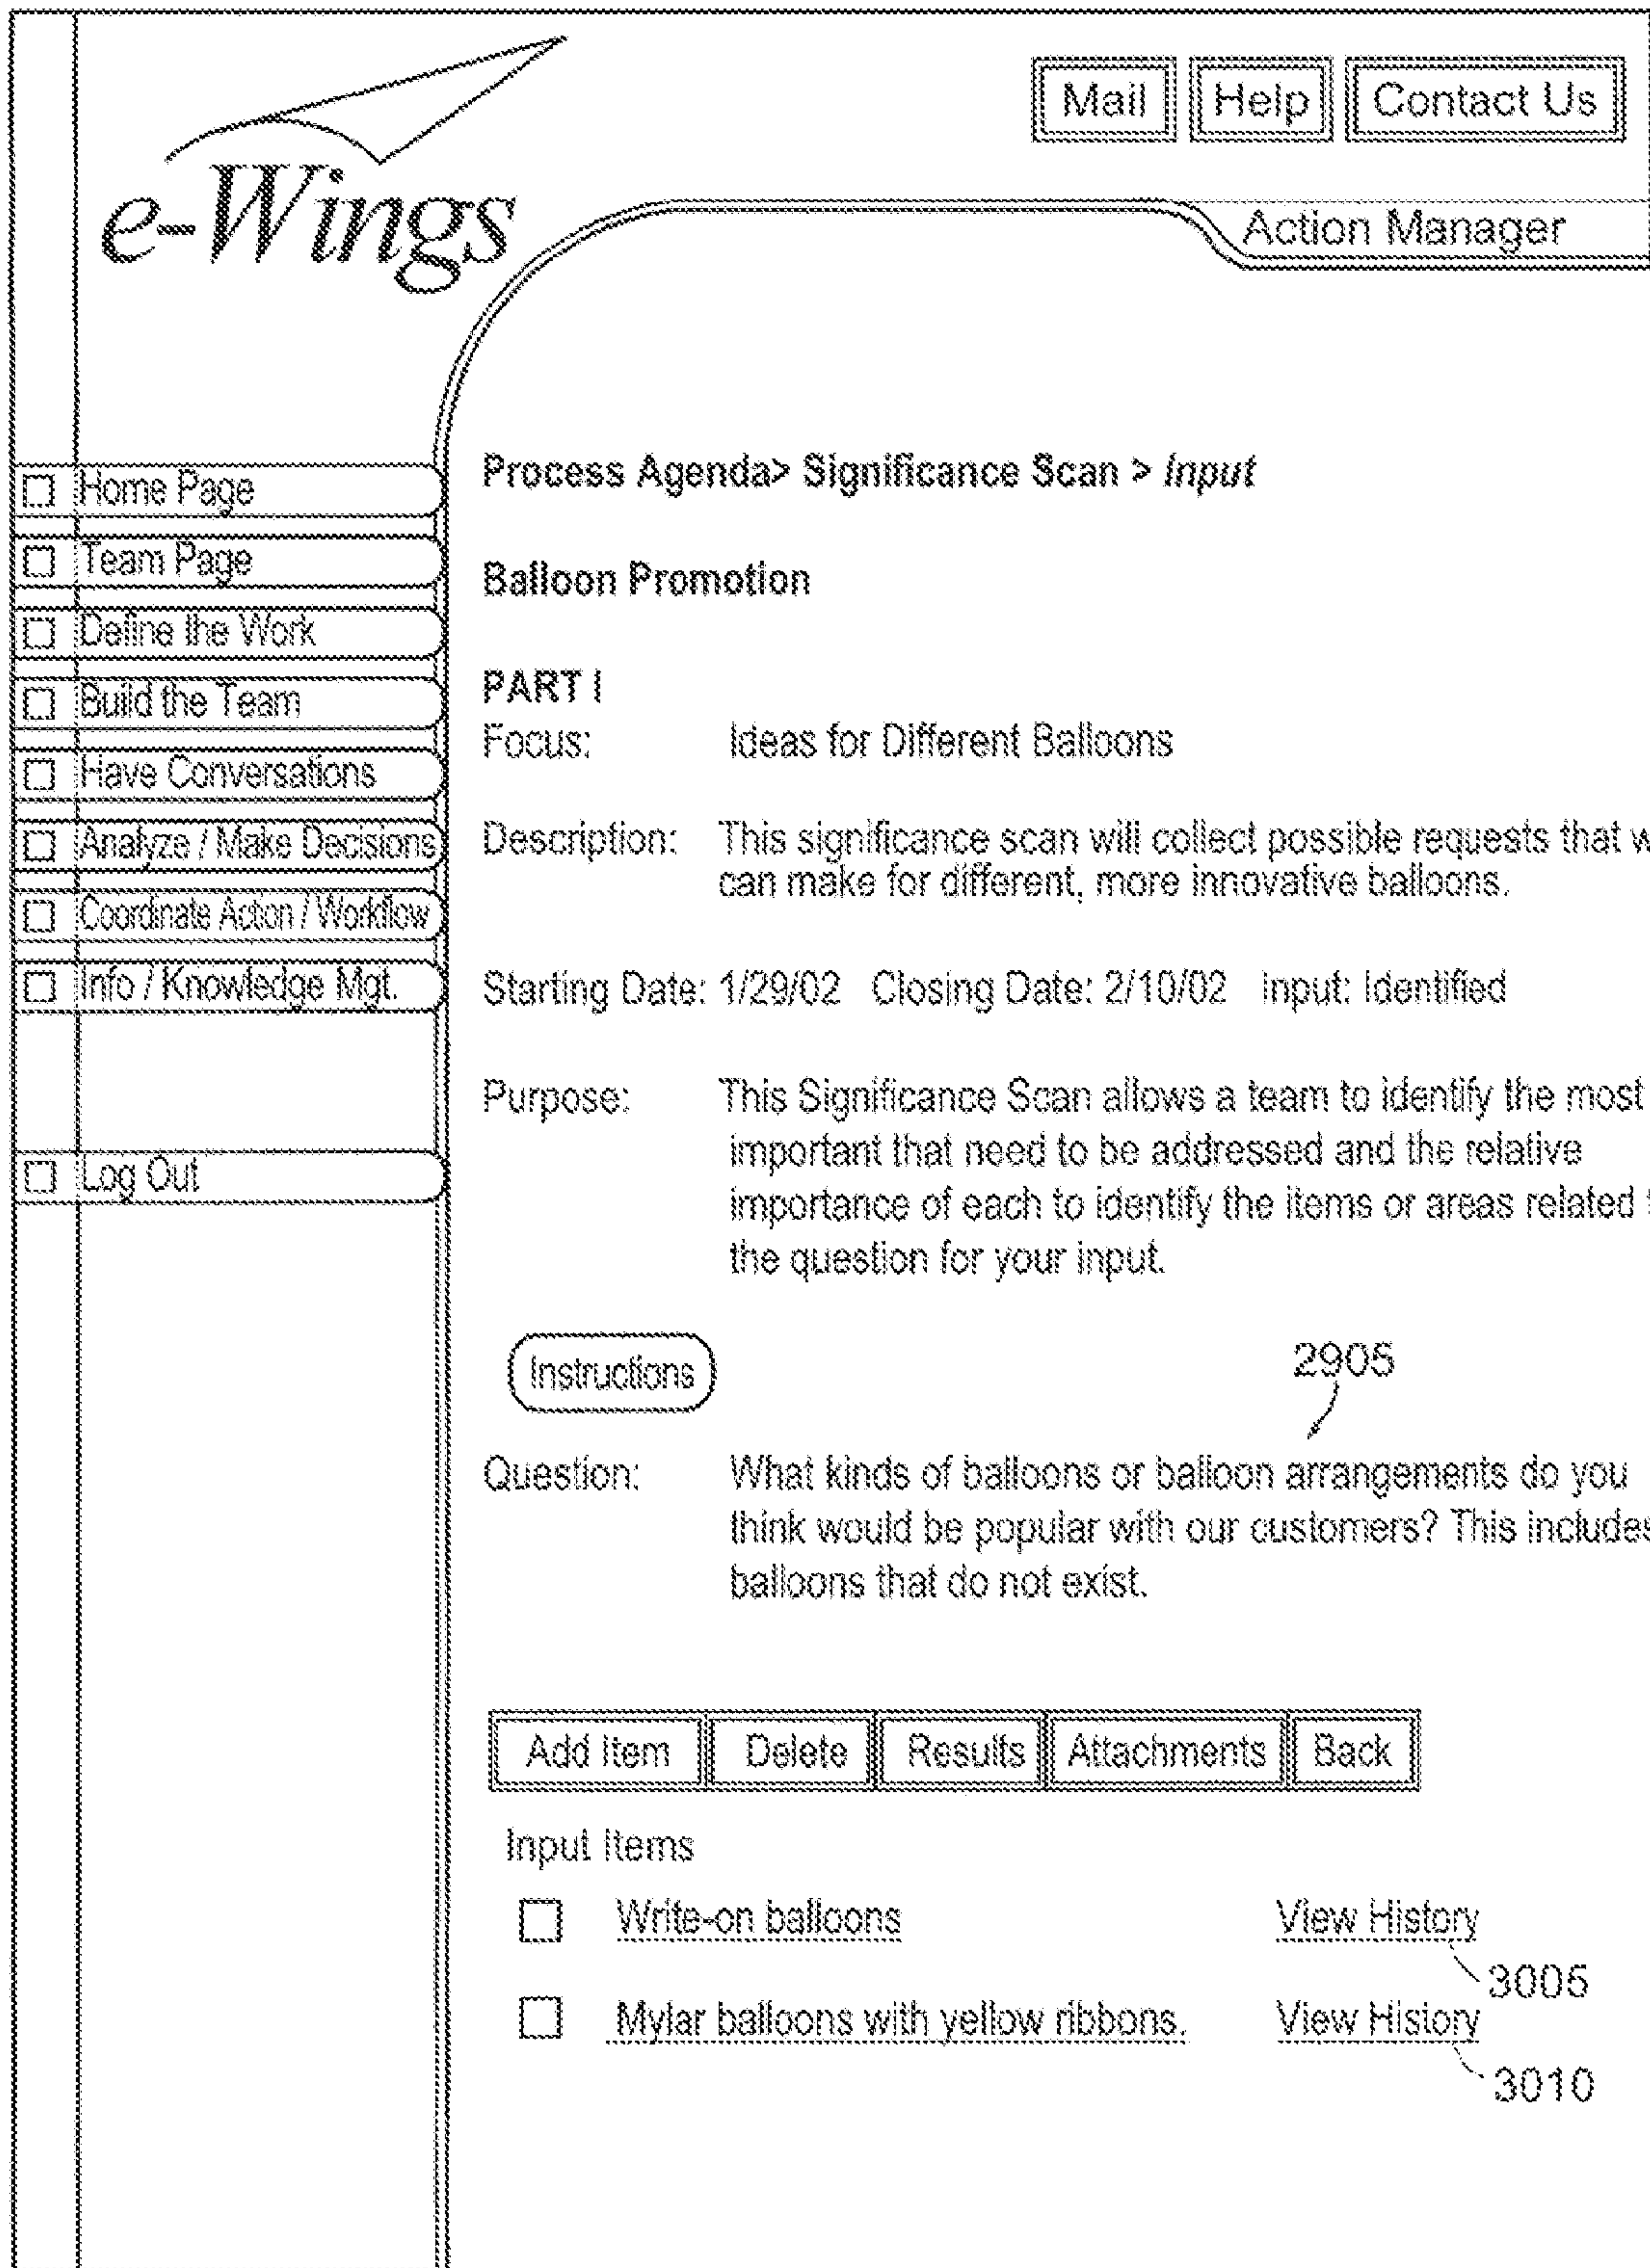 Mail Help Contact Us
e-Wings
Action Manager
Home Page
Team Page
Define the Work
Build the Team
Have Conversations
Analyze / Make Decisions
Coordinate Action / Workflow
Info / Knowledge Mgt.
Log Out
Process Agenda> Significance Scan > Input
Balloon Promotion
PART I
Focus: Ideas for Different Balloons
Description: This significance scan will collect possible requests that w
can make for different, more innovative balloons.
Starting Date: 1/29/02 Closing Date: 2/10/02 Input: Identified
Purpose: This Significance Scan allows a team to identify the most
important that need to be addressed and the relative
importance of each to identify the items or areas related
the question for your input.
Instructions
2905
Question: What kinds of balloons or balloon arrangements do you
think would be popular with our customers? This includes
balloons that do not exist.
Add Item Delete Results Attachments Back
Input Items
Write-on balloons View History
3005
Mylar balloons with yellow ribbons. View History
3010